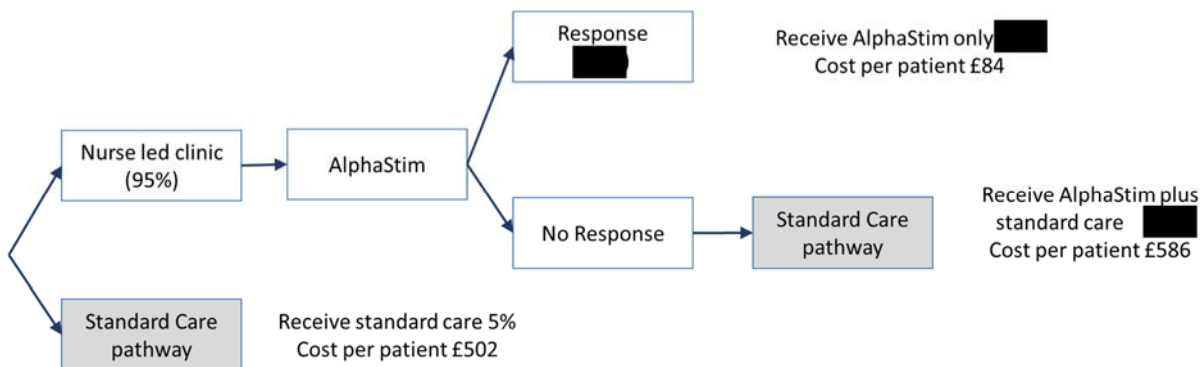 Response
Receive AlphaStim only
Cost per patient £84
Nurse led clinic
(95%)
AlphaStim
No Response
Standard Care
pathway
Receive AlphaStim plus
standard care
Cost per patient £586
Standard Care
pathway
Receive standard care 5%
Cost per patient £502